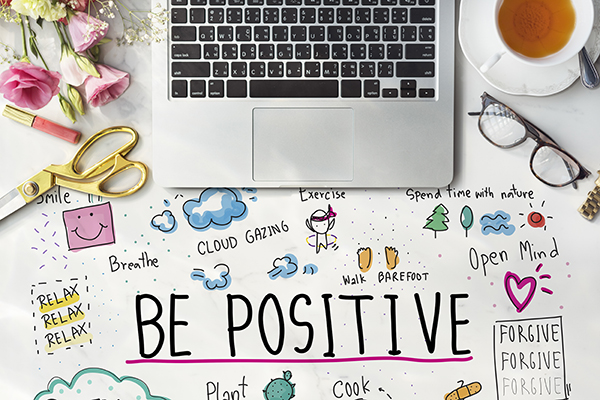 Smile
Exercise
Spend time with nature
CLOUD GAZING
Breathe
Open Mind
Walk BAREFOOT
RELAX
RELAX
RELAX
BE POSITIVE
FORGIVE
FORGIVE
FORGIVE
Plant
Cook